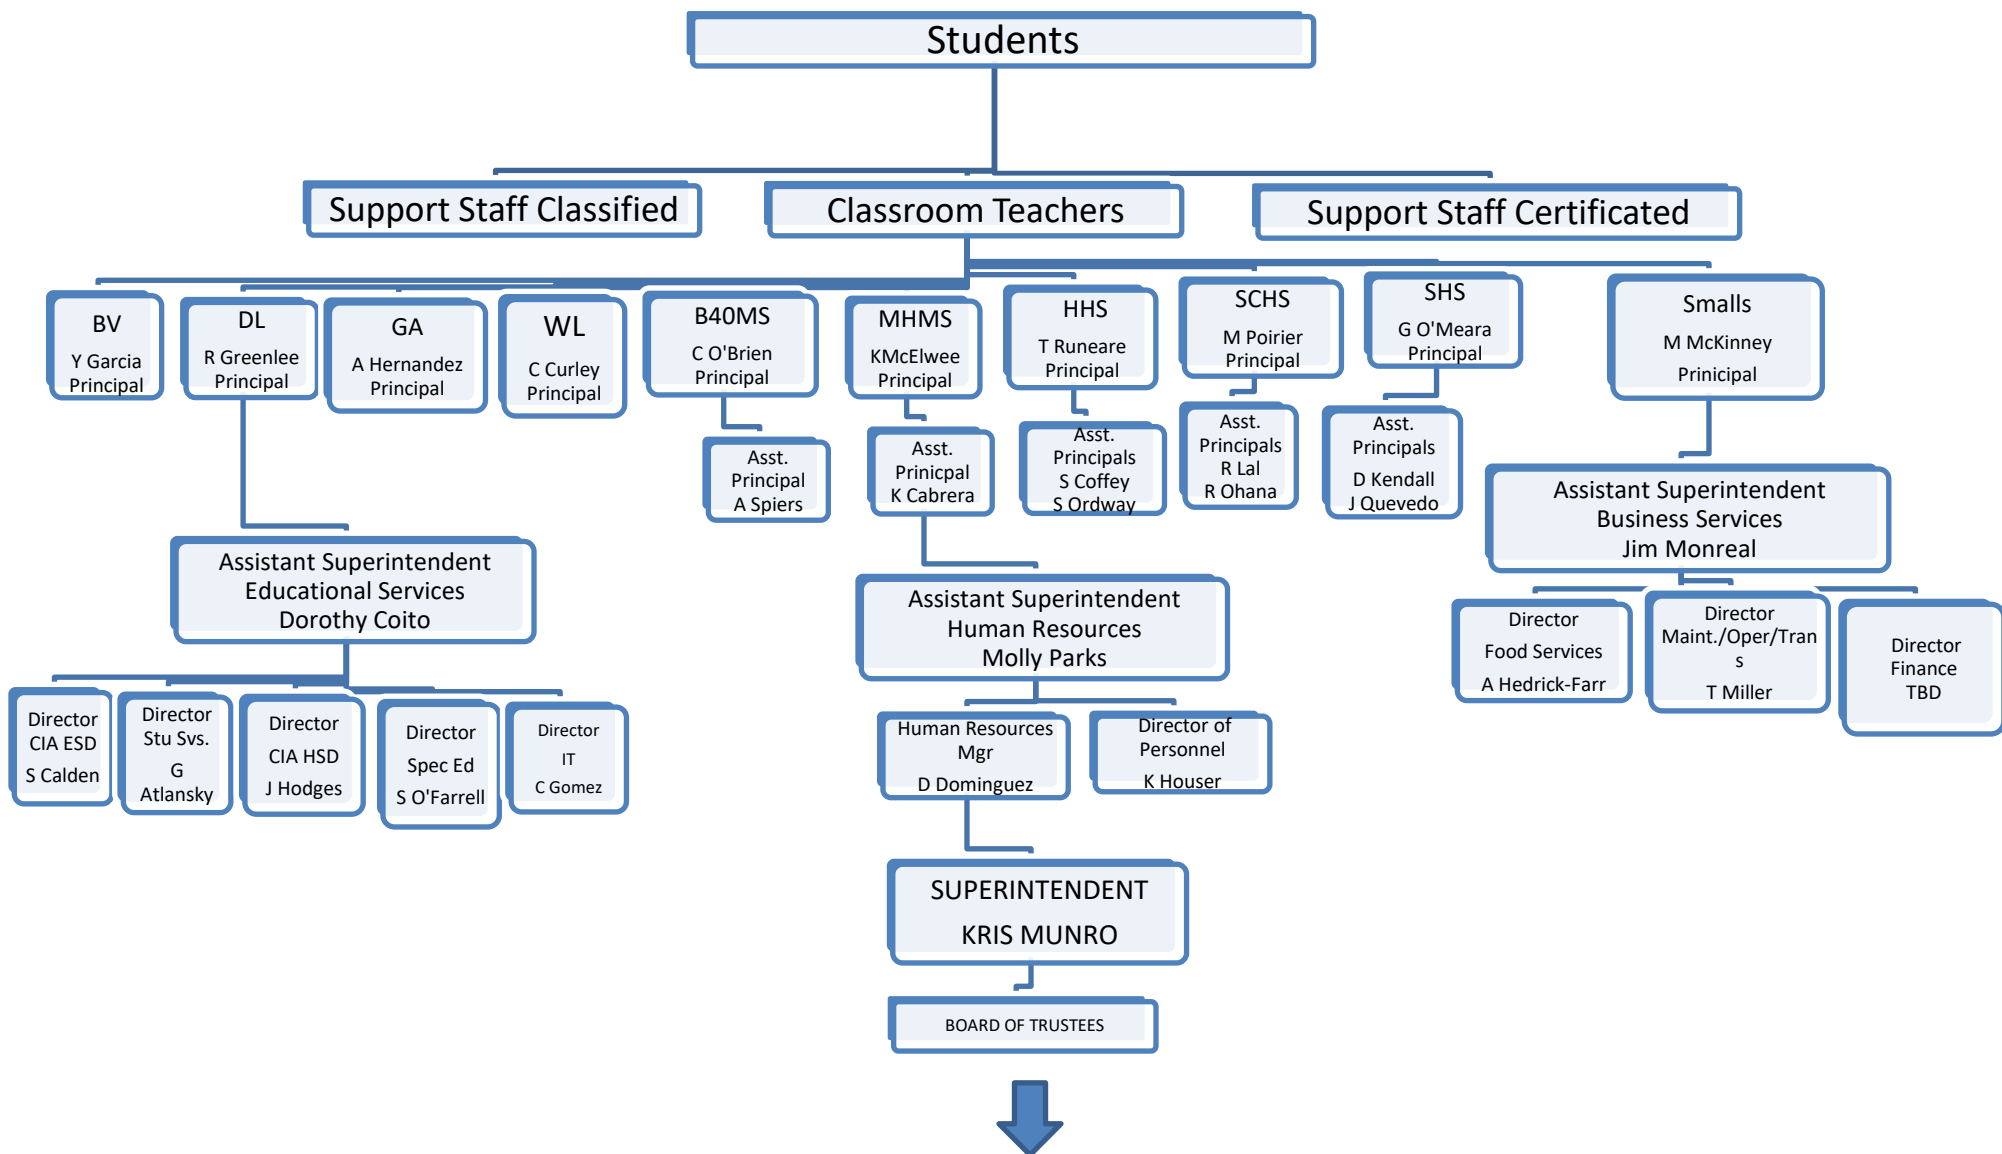 Students
Support Staff Classified
Classroom Teachers
Support Staff Certificated
BV
Y Garcia
Principal
DL
R Greenlee
Principal
GA
A Hernandez
Principal
WL
C Curley
Principal
B40MS
C O'Brien
Principal
MHMS
KMcElwee
Principal
HHS
T Runeare
Principal
SCHS
M Poirier
Principal
SHS
G O'Meara
Principal
Smalls
M McKinney
Prinicipal
Asst.
Principal
A Spiers
Asst.
Prinicpal
K Cabrera
Asst.
Principals
S Coffey
S Ordway
Asst.
Principals
R Lal
R Ohana
Asst.
Principals
D Kendall
J Quevedo
Assistant Superintendent
Educational Services
Dorothy Coito
Assistant Superintendent
Human Resources
Molly Parks
Assistant Superintendent
Business Services
Jim Monreal
Director
CIA ESD
S Calden
Director
Stu Svs.
G
Atlansky
Director
CIA HSD
J Hodges
Director
Spec Ed
S O'Farrell
Director
IT
C Gomez
Human Resources
Mgr
D Dominguez
Director of
Personnel
K Houser
Director
Food Services
A Hedrick-Farr
Director
Maint./Oper/Tran
s
T Miller
Director
Finance
TBD
SUPERINTENDENT
KRIS MUNRO
BOARD OF TRUSTEES